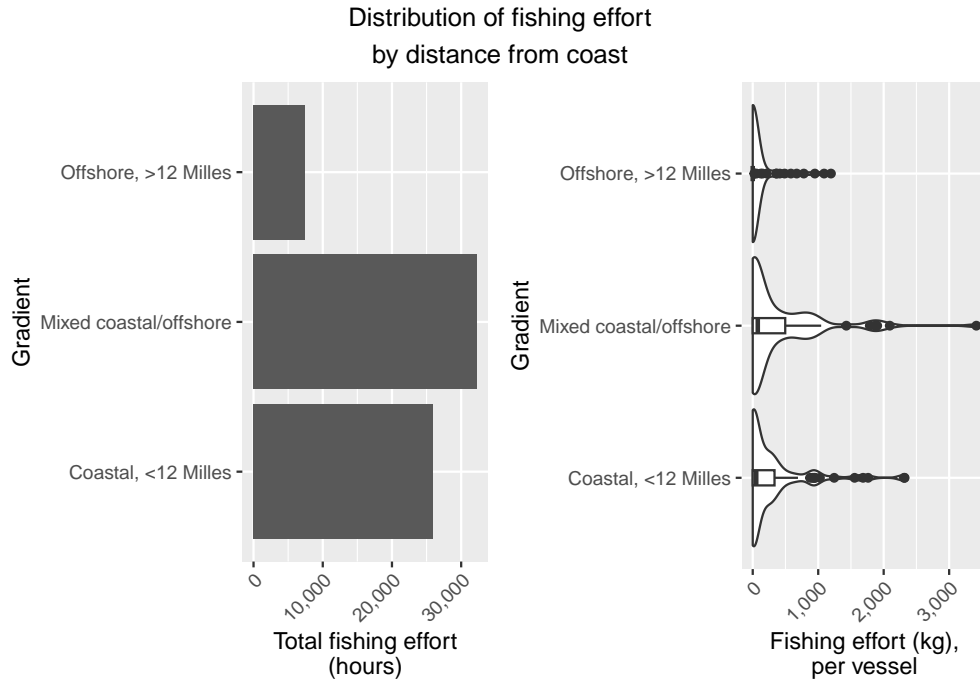 Distribution of fishing effort
by distance from coast
Gradient
Offshore, >12 Milles
Mixed coastal/offshore
Coastal, <12 Milles
0
10,000
20,000
30,000
Total fishing effort
(hours)
Gradient
Offshore, >12 Milles
Mixed coastal/offshore
Coastal, <12 Milles
0
1,000
2,000
3,000
Fishing effort (kg),
per vessel